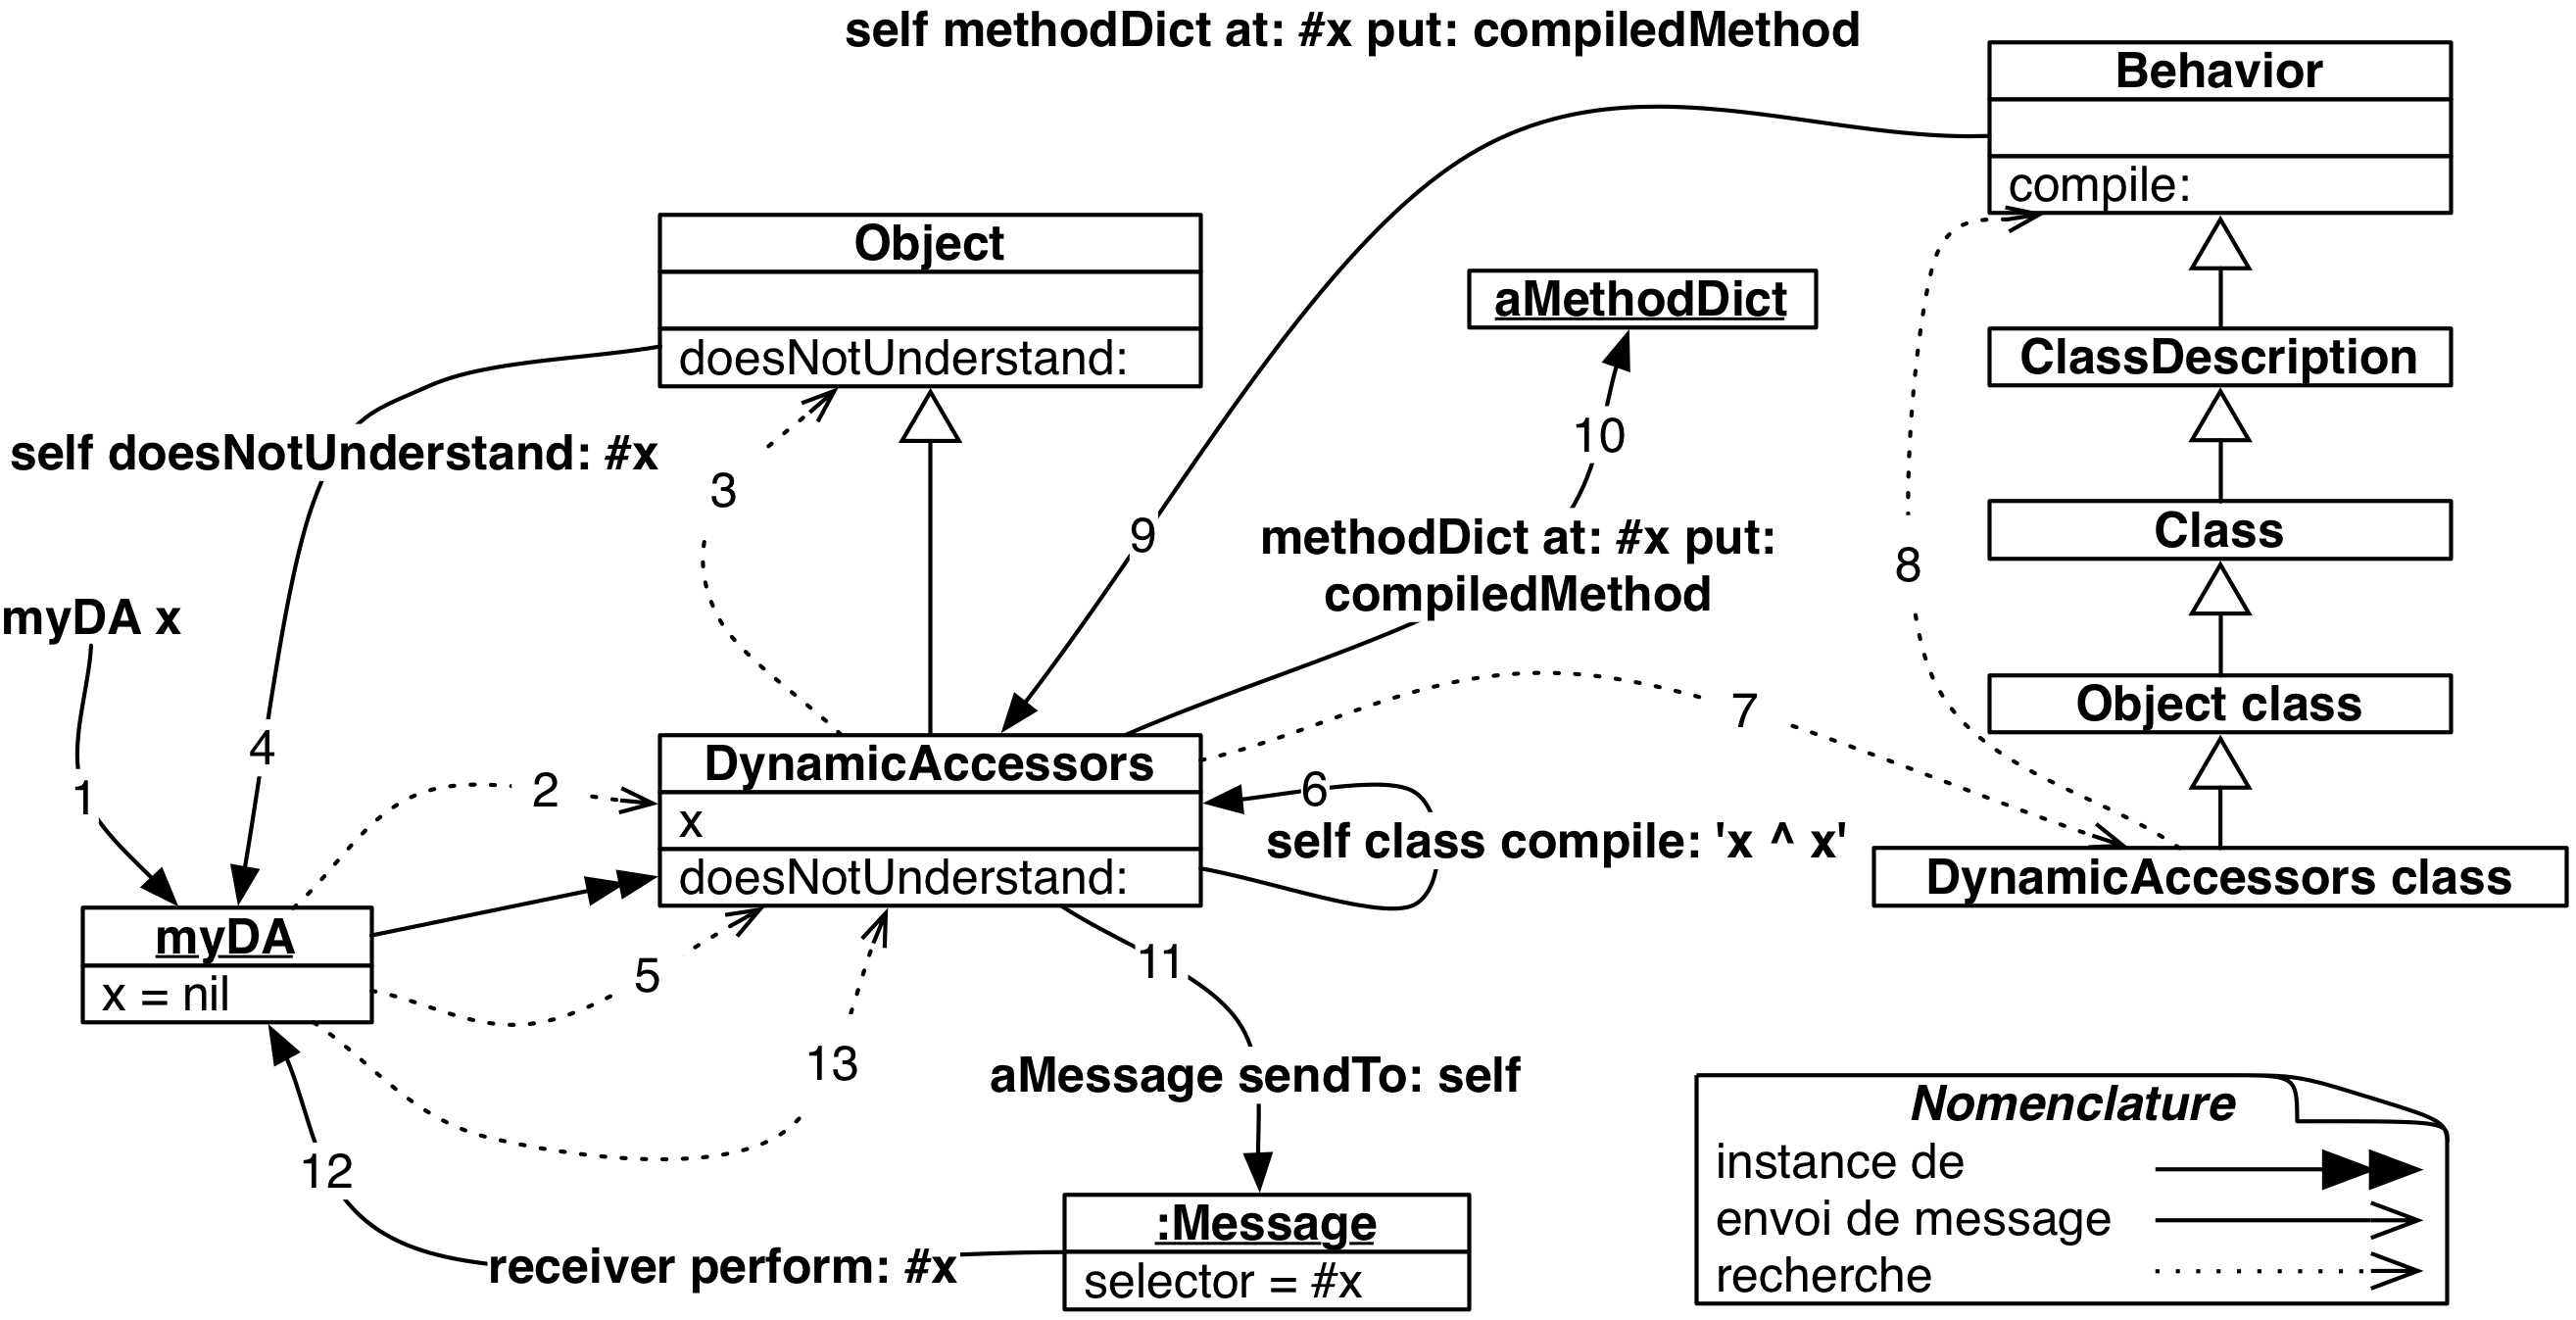 self methodDict at: #x put: compiledMethod
Behavior
compile:
Object
doesNotUnderstand:
aMethodDict
ClassDescription
self doesNotUnderstand: #x
10
3
9
methodDict at: #x put:
compiledMethod
Class
8
myDA x
Object class
7
4
1
2
DynamicAccessors
x
doesNotUnderstand:
6
self class compile: 'x ^ x'
DynamicAccessors class
myDA
x = nil
5
11
13
aMessage sendTo: self
12
receiver perform: #x
:Message
selector = #x
Nomenclature
instance de
envoi de message
recherche